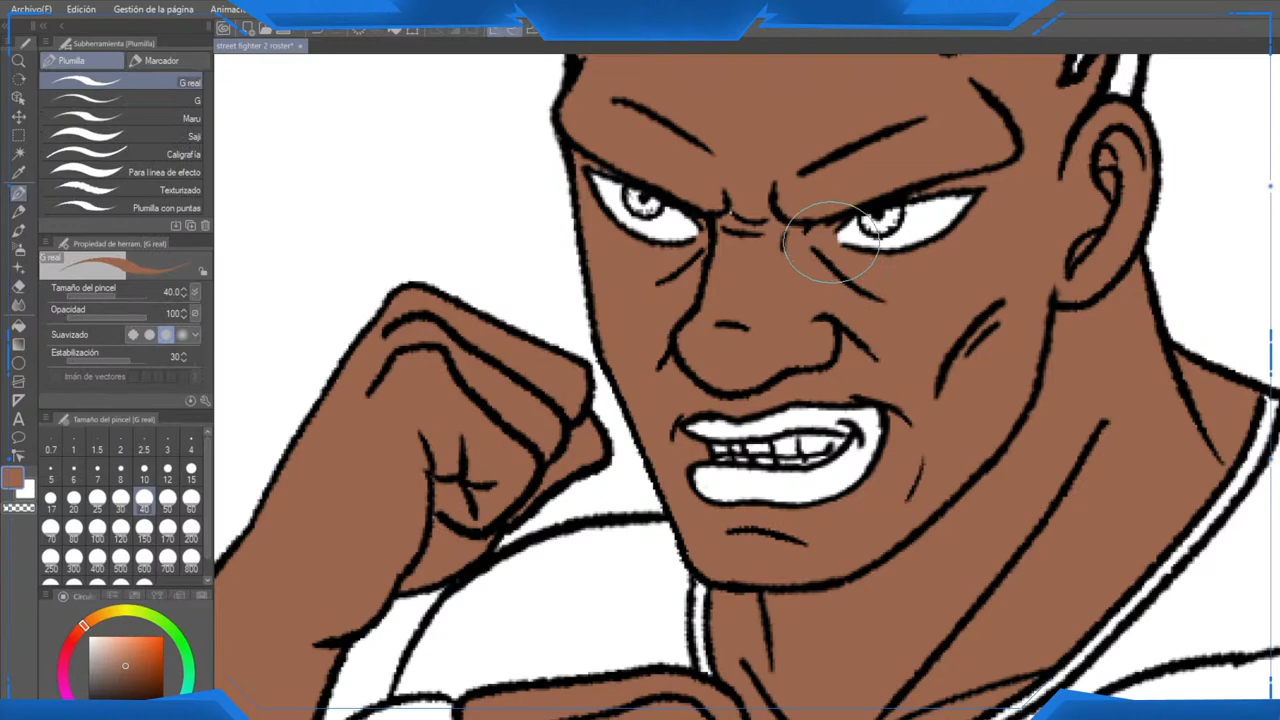 Archivo(F) Edición Gestión de la página Animació
Subherramienta (Plumilla)
street fighter 2 roster*
Plumilla Marcador
G real
G
Maru
Saji
Caligrafía
Para línea de efecto
Texturizado
Plumilla con puntas
Propiedad de herram. (G real)
G real
Tamaño del pincel 40.0
Opacidad 100
Suavizado
Estabilización 30
Imán de vectores
Tamaño del pincel (G real)
0.7 1 1.5 2 2.5 3 4
5 6 7 8 10 12 15
17 20 25 30 40 50 60
70 80 100 120 150 170 200
250 300 400 500 600 700 800
Círculo